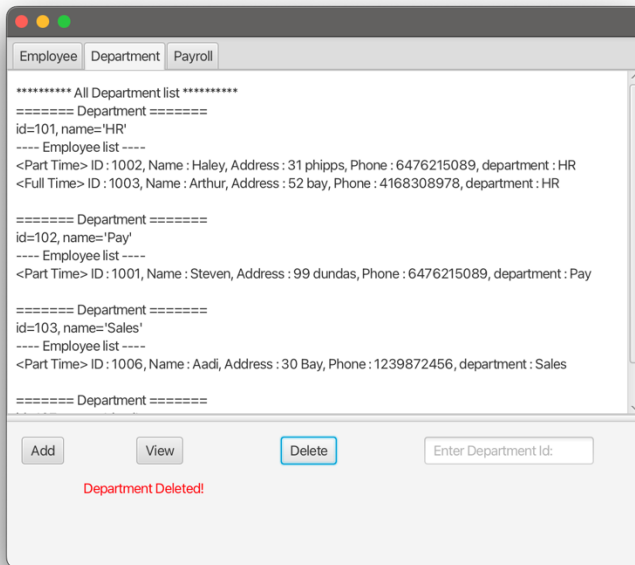 Employee Department Payroll
********** All Department list **********
======= Department =======
id=101, name='HR'
---- Employee list ----
<Part Time> ID : 1002, Name : Haley, Address : 31 phipps, Phone : 6476215089, department : HR
<Full Time> ID : 1003, Name : Arthur, Address : 52 bay, Phone : 4168308978, department : HR
======= Department =======
id=102, name='Pay'
---- Employee list ----
<Part Time> ID : 1001, Name : Steven, Address : 99 dundas, Phone : 6476215089, department : Pay
======= Department =======
id=103, name='Sales'
---- Employee list ----
<Part Time> ID : 1006, Name : Aadi, Address : 30 Bay, Phone : 1239872456, department : Sales
======= Department =======
Add View Delete Enter Department Id:
Department Deleted!